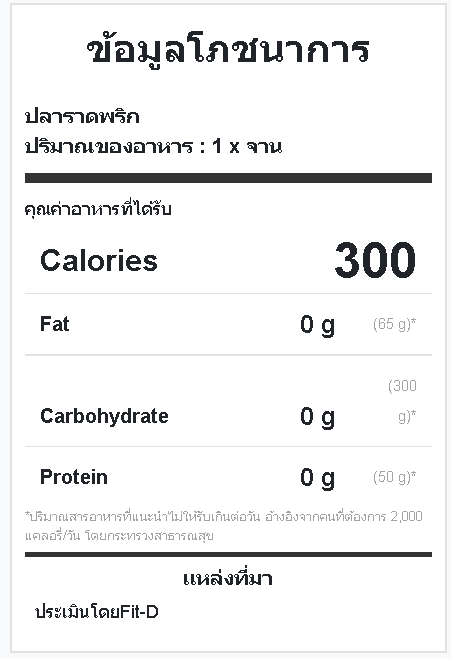 ข้อมูลโภชนาการ
ปลาราดพริก
ปริมาณของอาหาร : 1 x จาน
คุณค่าอาหารที่ได้รับ
Calories 300
Fat 0 g (65 g)*
Carbohydrate 0 g (300 g)*
Protein 0 g (50 g)*
*ปริมาณสารอาหารที่แนะนำไม่ให้รับเกินต่อวัน อ้างอิงจากคนที่ต้องการ 2,000
แคลอรี่/วัน โดยกระทรวงสาธารณสุข
แหล่งที่มา
ประเมินโดยFit-D